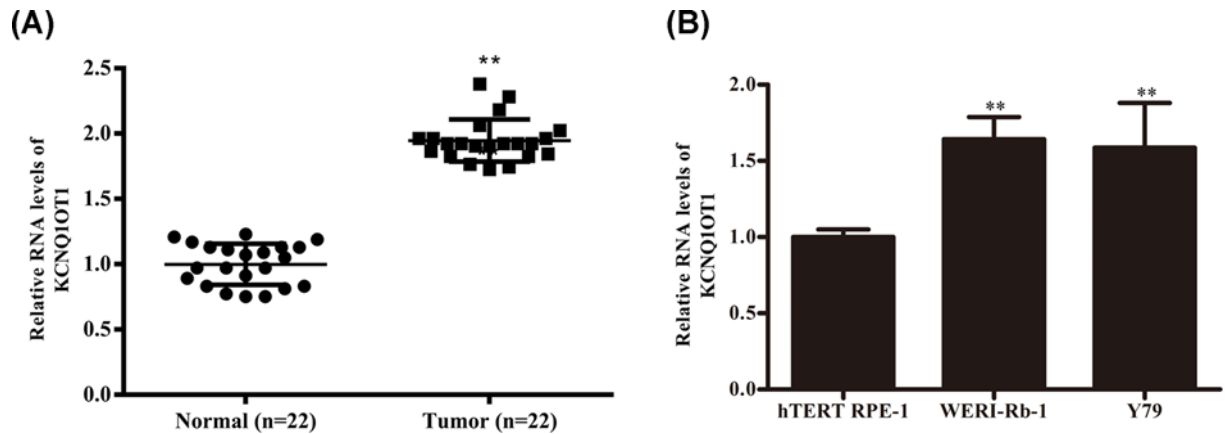 (A)
Relative RNA levels of
KCNQ1OT1
2.5
2.0
1.5
1.0
0.5
0.0
**
**
Normal (n=22)
Tumor (n=22)
(B)
Relative RNA levels of
KCNQ1OT1
2.0
1.5
1.0
0.5
0.0
**
**
hTERT RPE-1
WERI-Rb-1
Y79